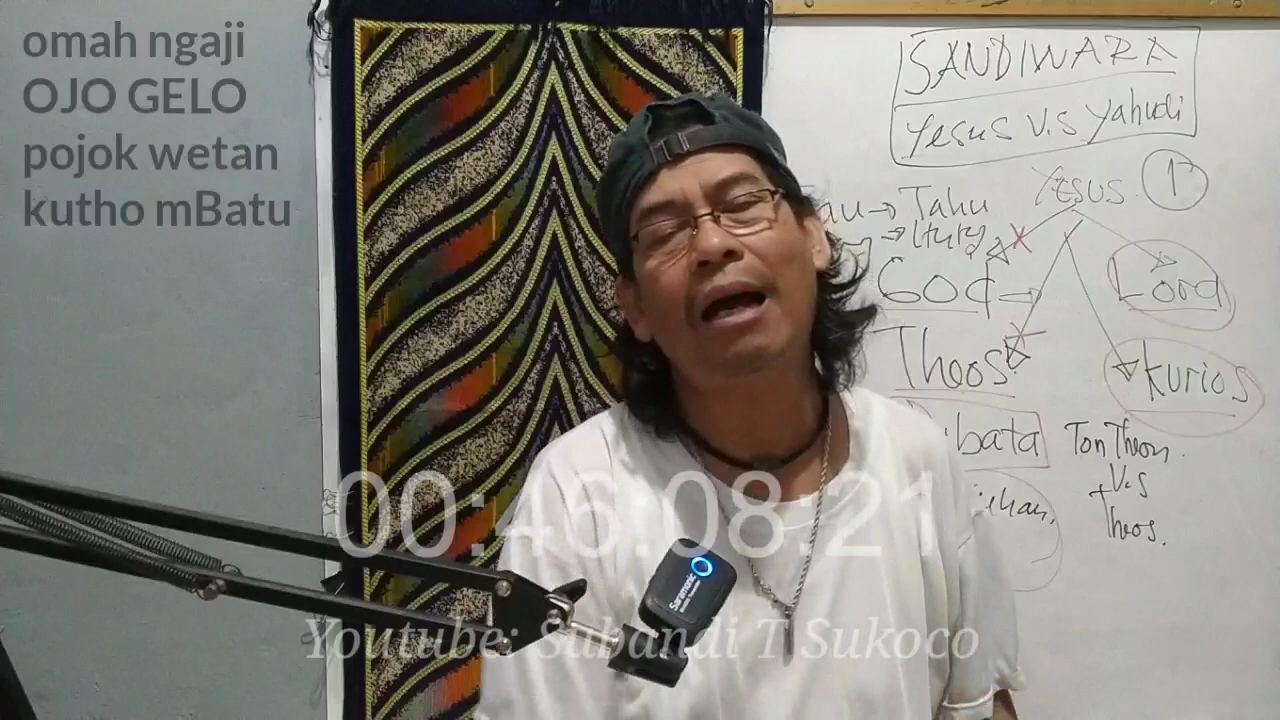 omah ngaji
OJO GELO
pojok wetan
kutho mBatu
SANDIWARA
Yesus V.S Yahudi
Yesus 1
Tahu
God
Lord
Theos
Kurios
Ton Theon.
V.S
Theos.
00:46:08:21
Saramonic
Youtube: Subandi T Sukoco